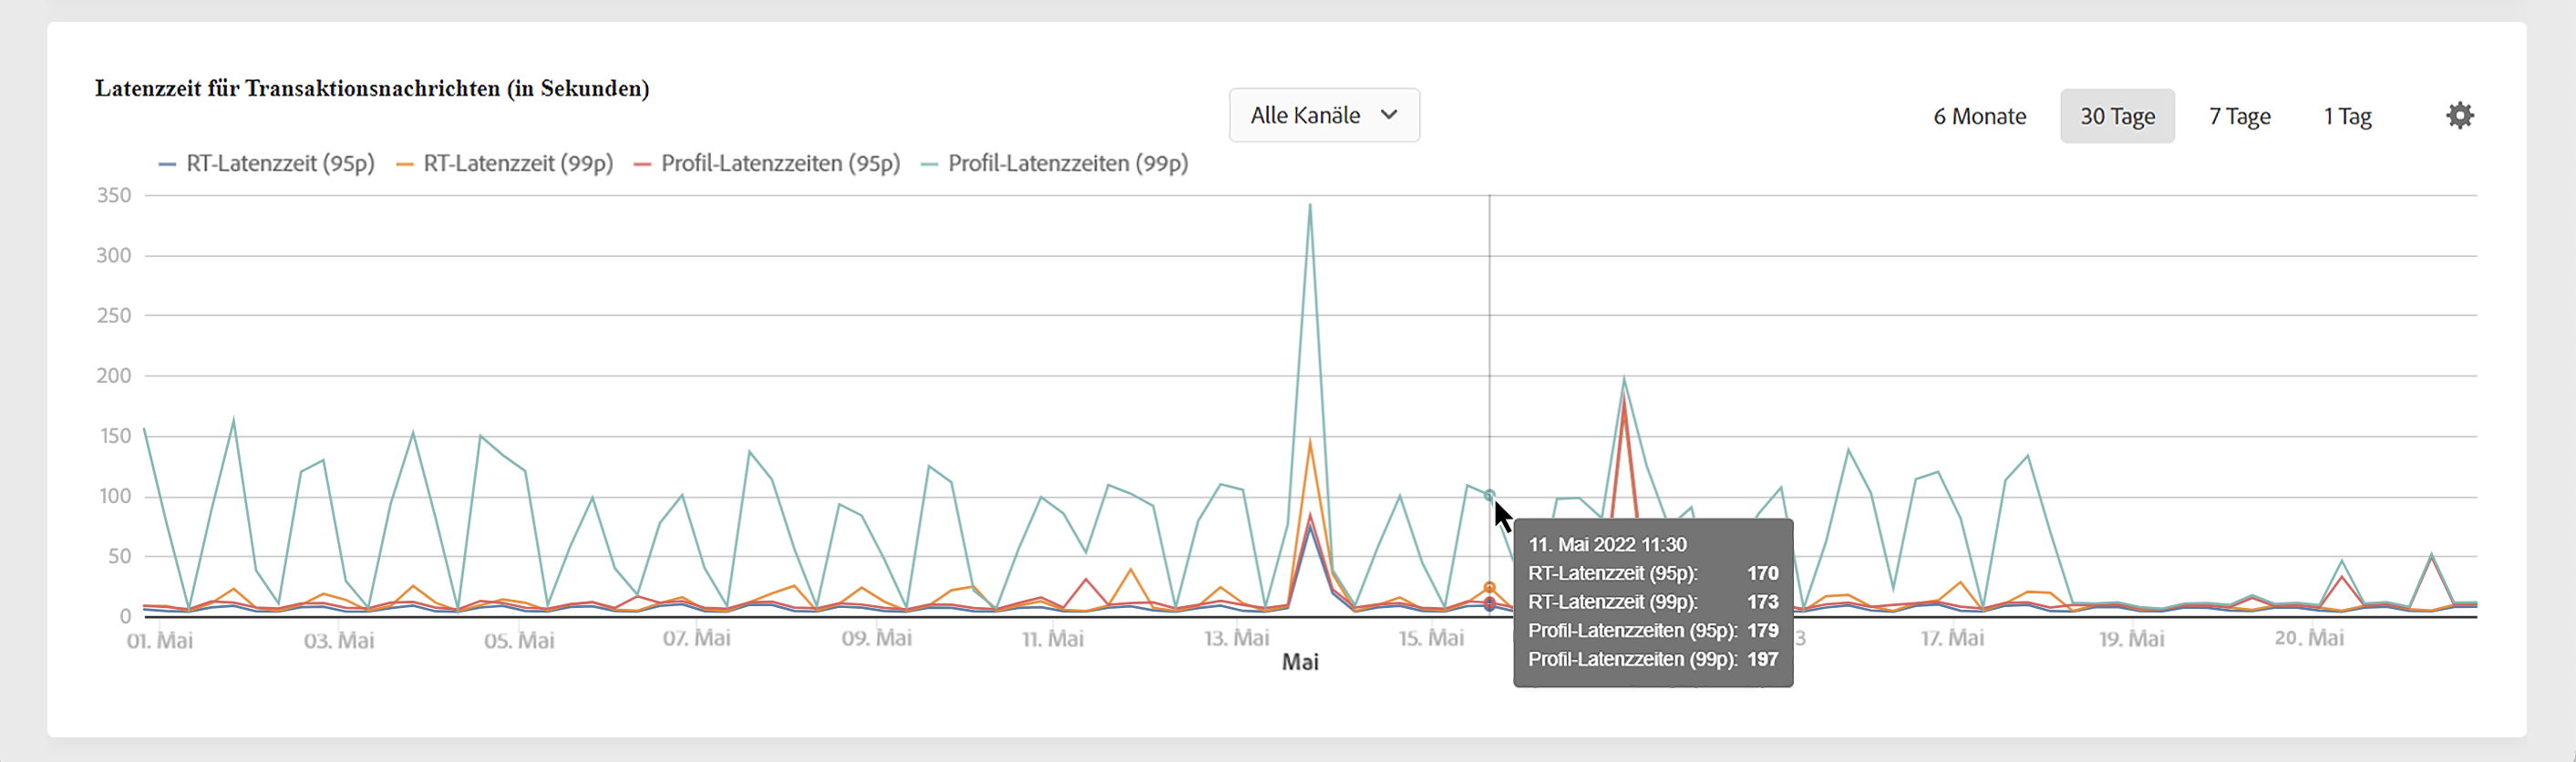 Latenzzeit für Transaktionsnachrichten (in Sekunden)
Alle Kanäle
6 Monate 30 Tage 7 Tage 1 Tag
RT-Latenzzeit (95p) RT-Latenzzeit (99p) Profil-Latenzzeiten (95p) Profil-Latenzzeiten (99p)
350
300
250
200
150
100
50
0
11. Mai 2022 11:30
RT-Latenzzeit (95p): 170
RT-Latenzzeit (99p): 173
Profil-Latenzzeiten (95p): 179
Profil-Latenzzeiten (99p): 197
01. Mai 03. Mai 05. Mai 07. Mai 09. Mai 11. Mai 13. Mai 15. Mai 3 17. Mai 19. Mai 20. Mai
Mai